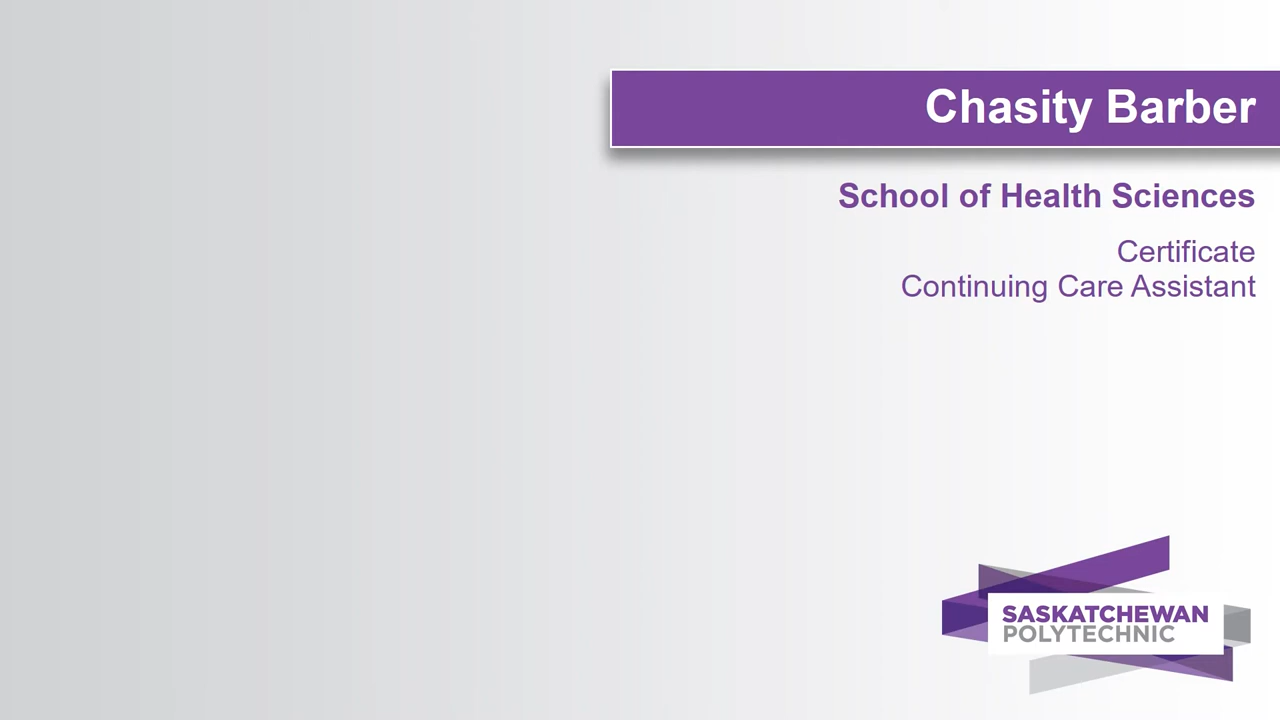 Chasity Barber
School of Health Sciences
Certificate
Continuing Care Assistant
SASKATCHEWAN
POLYTECHNIC